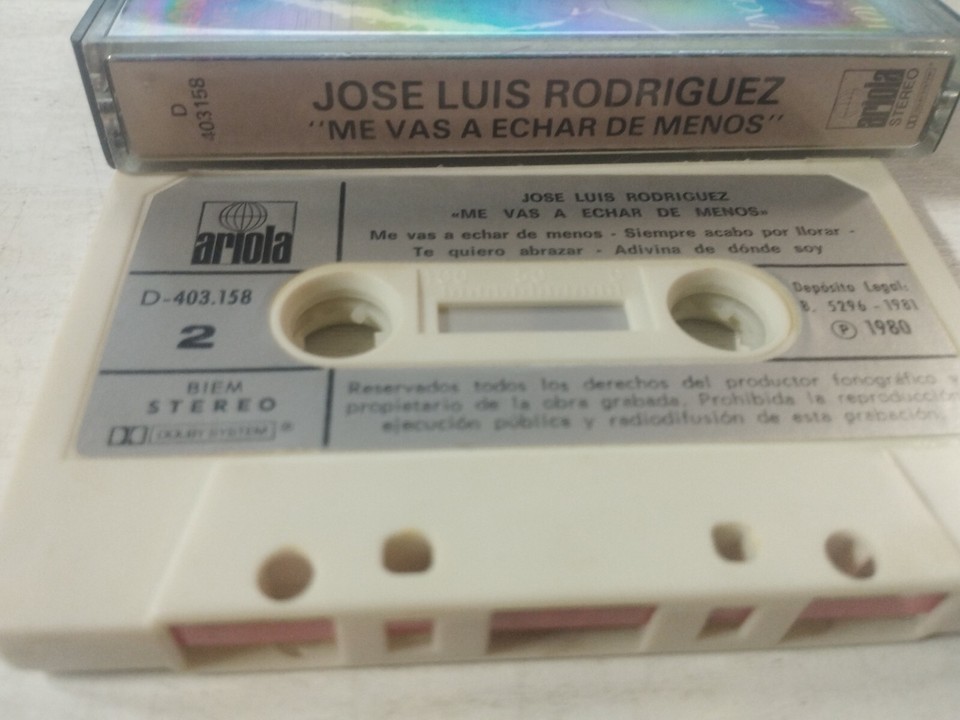 D
403158
JOSE LUIS RODRIGUEZ
"ME VAS A ECHAR DE MENOS"
ariola
STEREO
JOSE LUIS RODRIGUEZ
«ME VAS A ECHAR DE MENOS»
Me vas a echar de menos - Siempre acabo por llorar -
Te quiero abrazar - Adivina de dónde soy
ariola
D-403.158
2
Depósito Legal:
B. 5296-1981
Ⓟ 1980
BIEM
STEREO
DOLBY SYSTEM ®
Reservados todos los derechos del productor fonográfico
propietario de la obra grabada. Prohibida la reproducción
ejecución pública y radiodifusión de esta grabación.